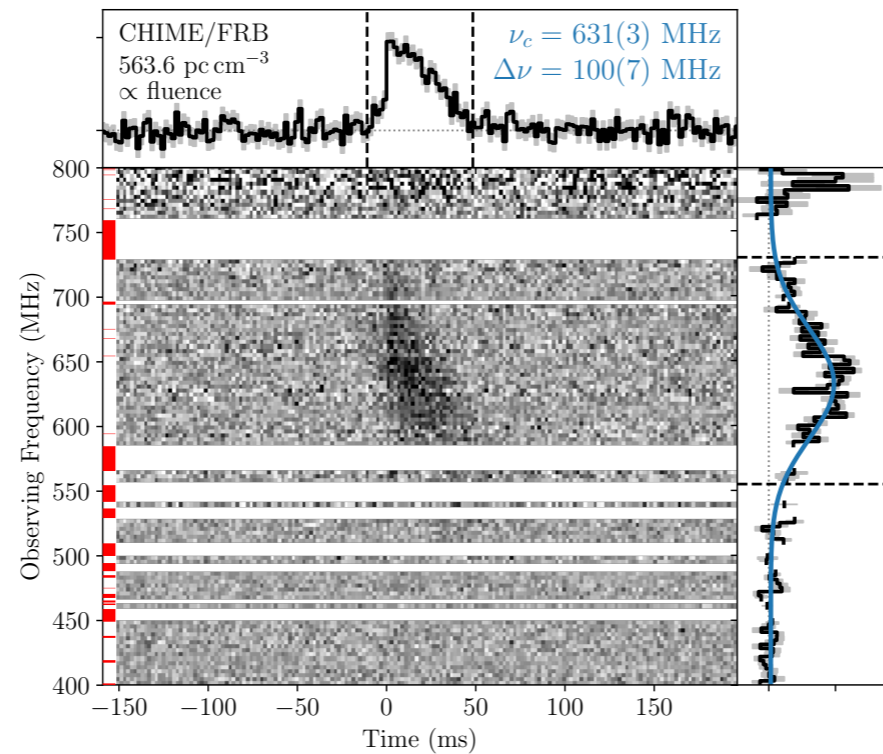 CHIME/FRB
563.6 pc cm⁻³
∝ fluence
ν_c = 631(3) MHz
Δν = 100(7) MHz
Observing Frequency (MHz)
800
750
700
650
600
550
500
450
400
−150 −100 −50 0 50 100 150
Time (ms)